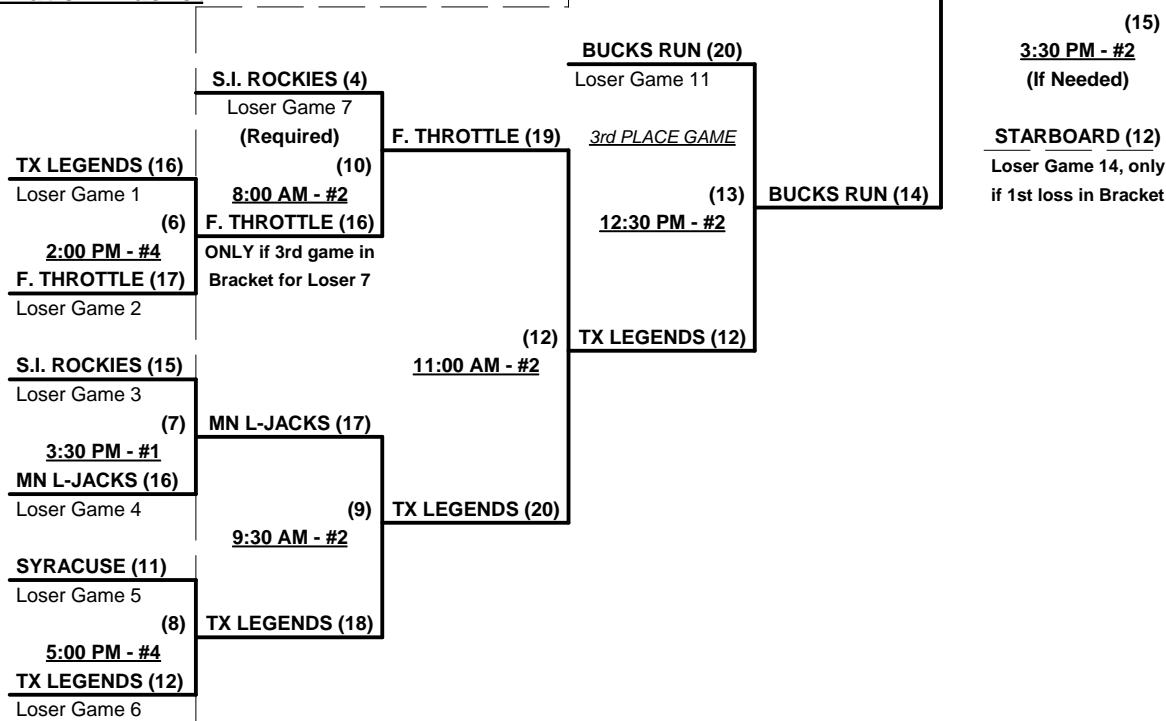 (15)
BUCKS RUN (20)
3:30 PM - #2
S.I. ROCKIES (4)
Loser Game 11
(If Needed)
Loser Game 7
(Required)
F. THROTTLE (19)
3rd PLACE GAME
STARBOARD (12)
TX LEGENDS (16)
(10)
Loser Game 14, only
Loser Game 1
8:00 AM - #2
(13)
BUCKS RUN (14)
if 1st loss in Bracket
(6)
F. THROTTLE (16)
12:30 PM - #2
2:00 PM - #4
ONLY if 3rd game in
F. THROTTLE (17)
Bracket for Loser 7
Loser Game 2
(12)
TX LEGENDS (12)
S.I. ROCKIES (15)
11:00 AM - #2
Loser Game 3
(7)
MN L-JACKS (17)
3:30 PM - #1
MN L-JACKS (16)
Loser Game 4
(9)
TX LEGENDS (20)
9:30 AM - #2
SYRACUSE (11)
Loser Game 5
(8)
TX LEGENDS (18)
5:00 PM - #4
TX LEGENDS (12)
Loser Game 6